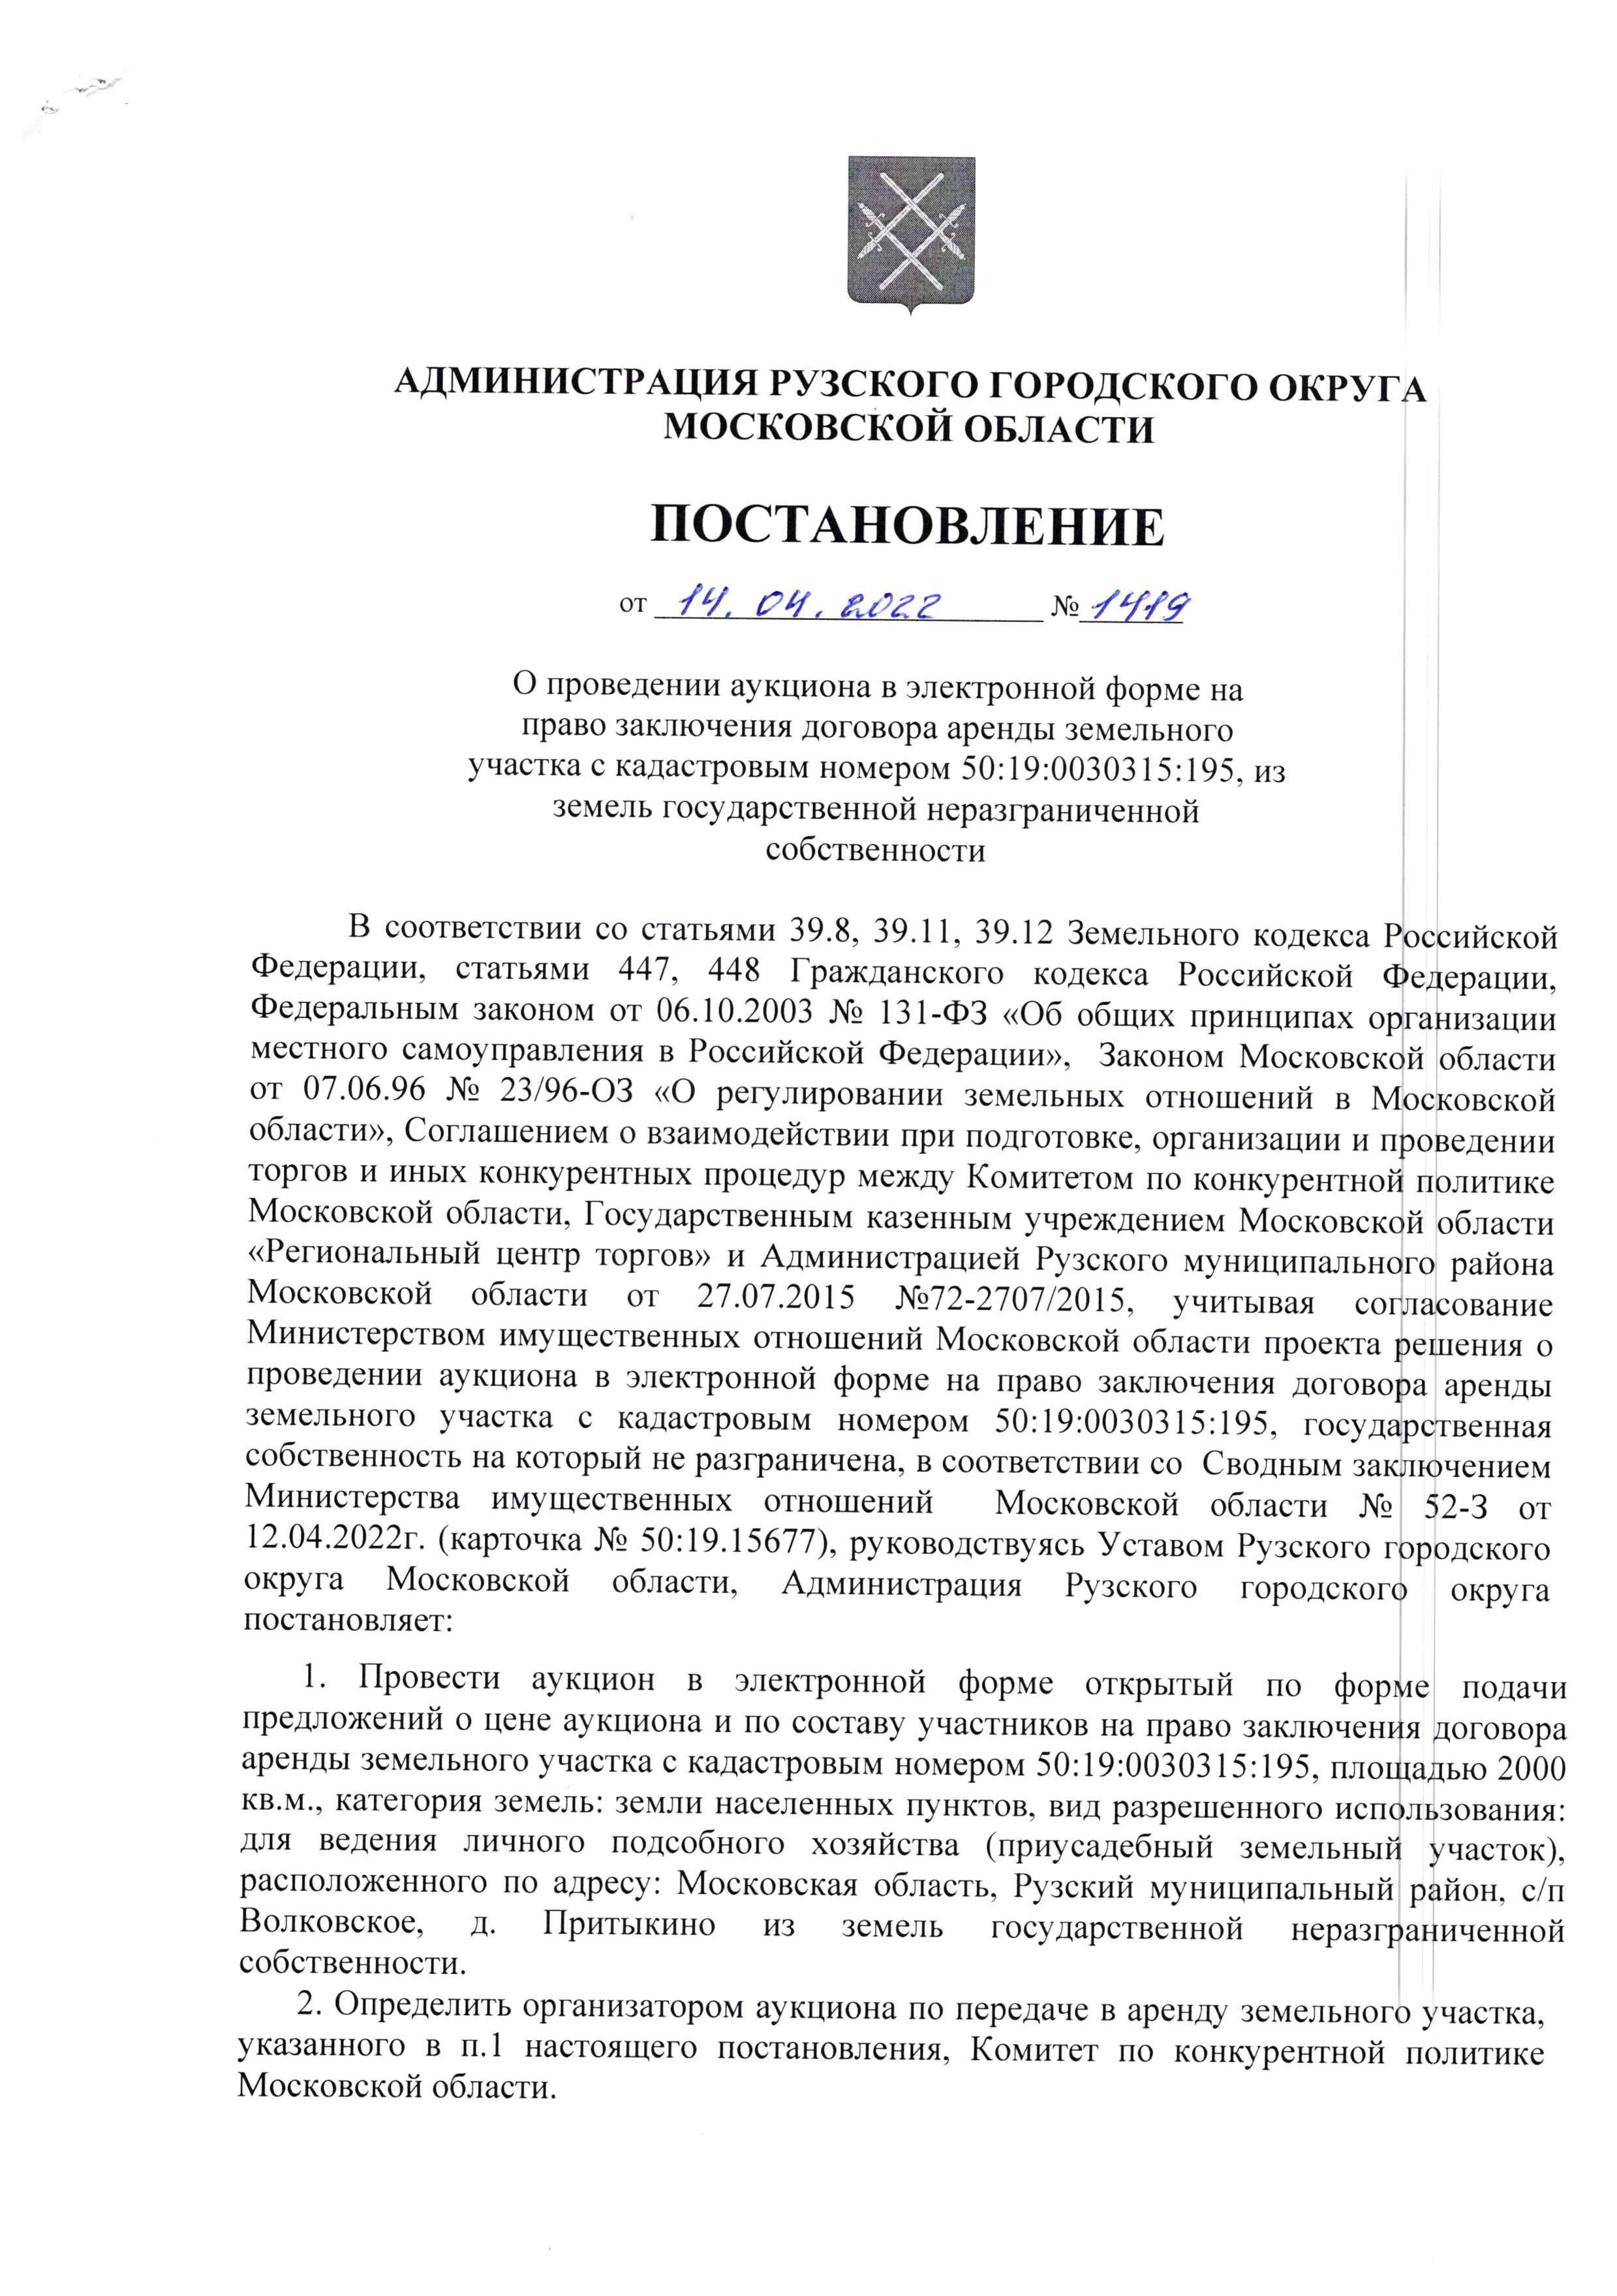 АДМИНИСТРАЦИЯ РУЗСКОГО ГОРОДСКОГО ОКРУГА
МОСКОВСКОЙ ОБЛАСТИ
ПОСТАНОВЛЕНИЕ
от 14.04.2022 № 1419
О проведении аукциона в электронной форме на
право заключения договора аренды земельного
участка с кадастровым номером 50:19:0030315:195, из
земель государственной неразграниченной
собственности
В соответствии со статьями 39.8, 39.11, 39.12 Земельного кодекса Российской
Федерации, статьями 447, 448 Гражданского кодекса Российской Федерации,
Федеральным законом от 06.10.2003 № 131-ФЗ «Об общих принципах организации
местного самоуправления в Российской Федерации», Законом Московской области
от 07.06.96 № 23/96-ОЗ «О регулировании земельных отношений в Московской
области», Соглашением о взаимодействии при подготовке, организации и проведении
торгов и иных конкурентных процедур между Комитетом по конкурентной политике
Московской области, Государственным казенным учреждением Московской области
«Региональный центр торгов» и Администрацией Рузского муниципального района
Московской области от 27.07.2015 №72-2707/2015, учитывая согласование
Министерством имущественных отношений Московской области проекта решения о
проведении аукциона в электронной форме на право заключения договора аренды
земельного участка с кадастровым номером 50:19:0030315:195, государственная
собственность на который не разграничена, в соответствии со Сводным заключением
Министерства имущественных отношений Московской области № 52-З от
12.04.2022г. (карточка № 50:19.15677), руководствуясь Уставом Рузского городского
округа Московской области, Администрация Рузского городского округа
постановляет:
1. Провести аукцион в электронной форме открытый по форме подачи
предложений о цене аукциона и по составу участников на право заключения договора
аренды земельного участка с кадастровым номером 50:19:0030315:195, площадью 2000
кв.м., категория земель: земли населенных пунктов, вид разрешенного использования:
для ведения личного подсобного хозяйства (приусадебный земельный участок),
расположенного по адресу: Московская область, Рузский муниципальный район, с/п
Волковское, д. Притыкино из земель государственной неразграниченной
собственности.
2. Определить организатором аукциона по передаче в аренду земельного участка,
указанного в п.1 настоящего постановления, Комитет по конкурентной политике
Московской области.